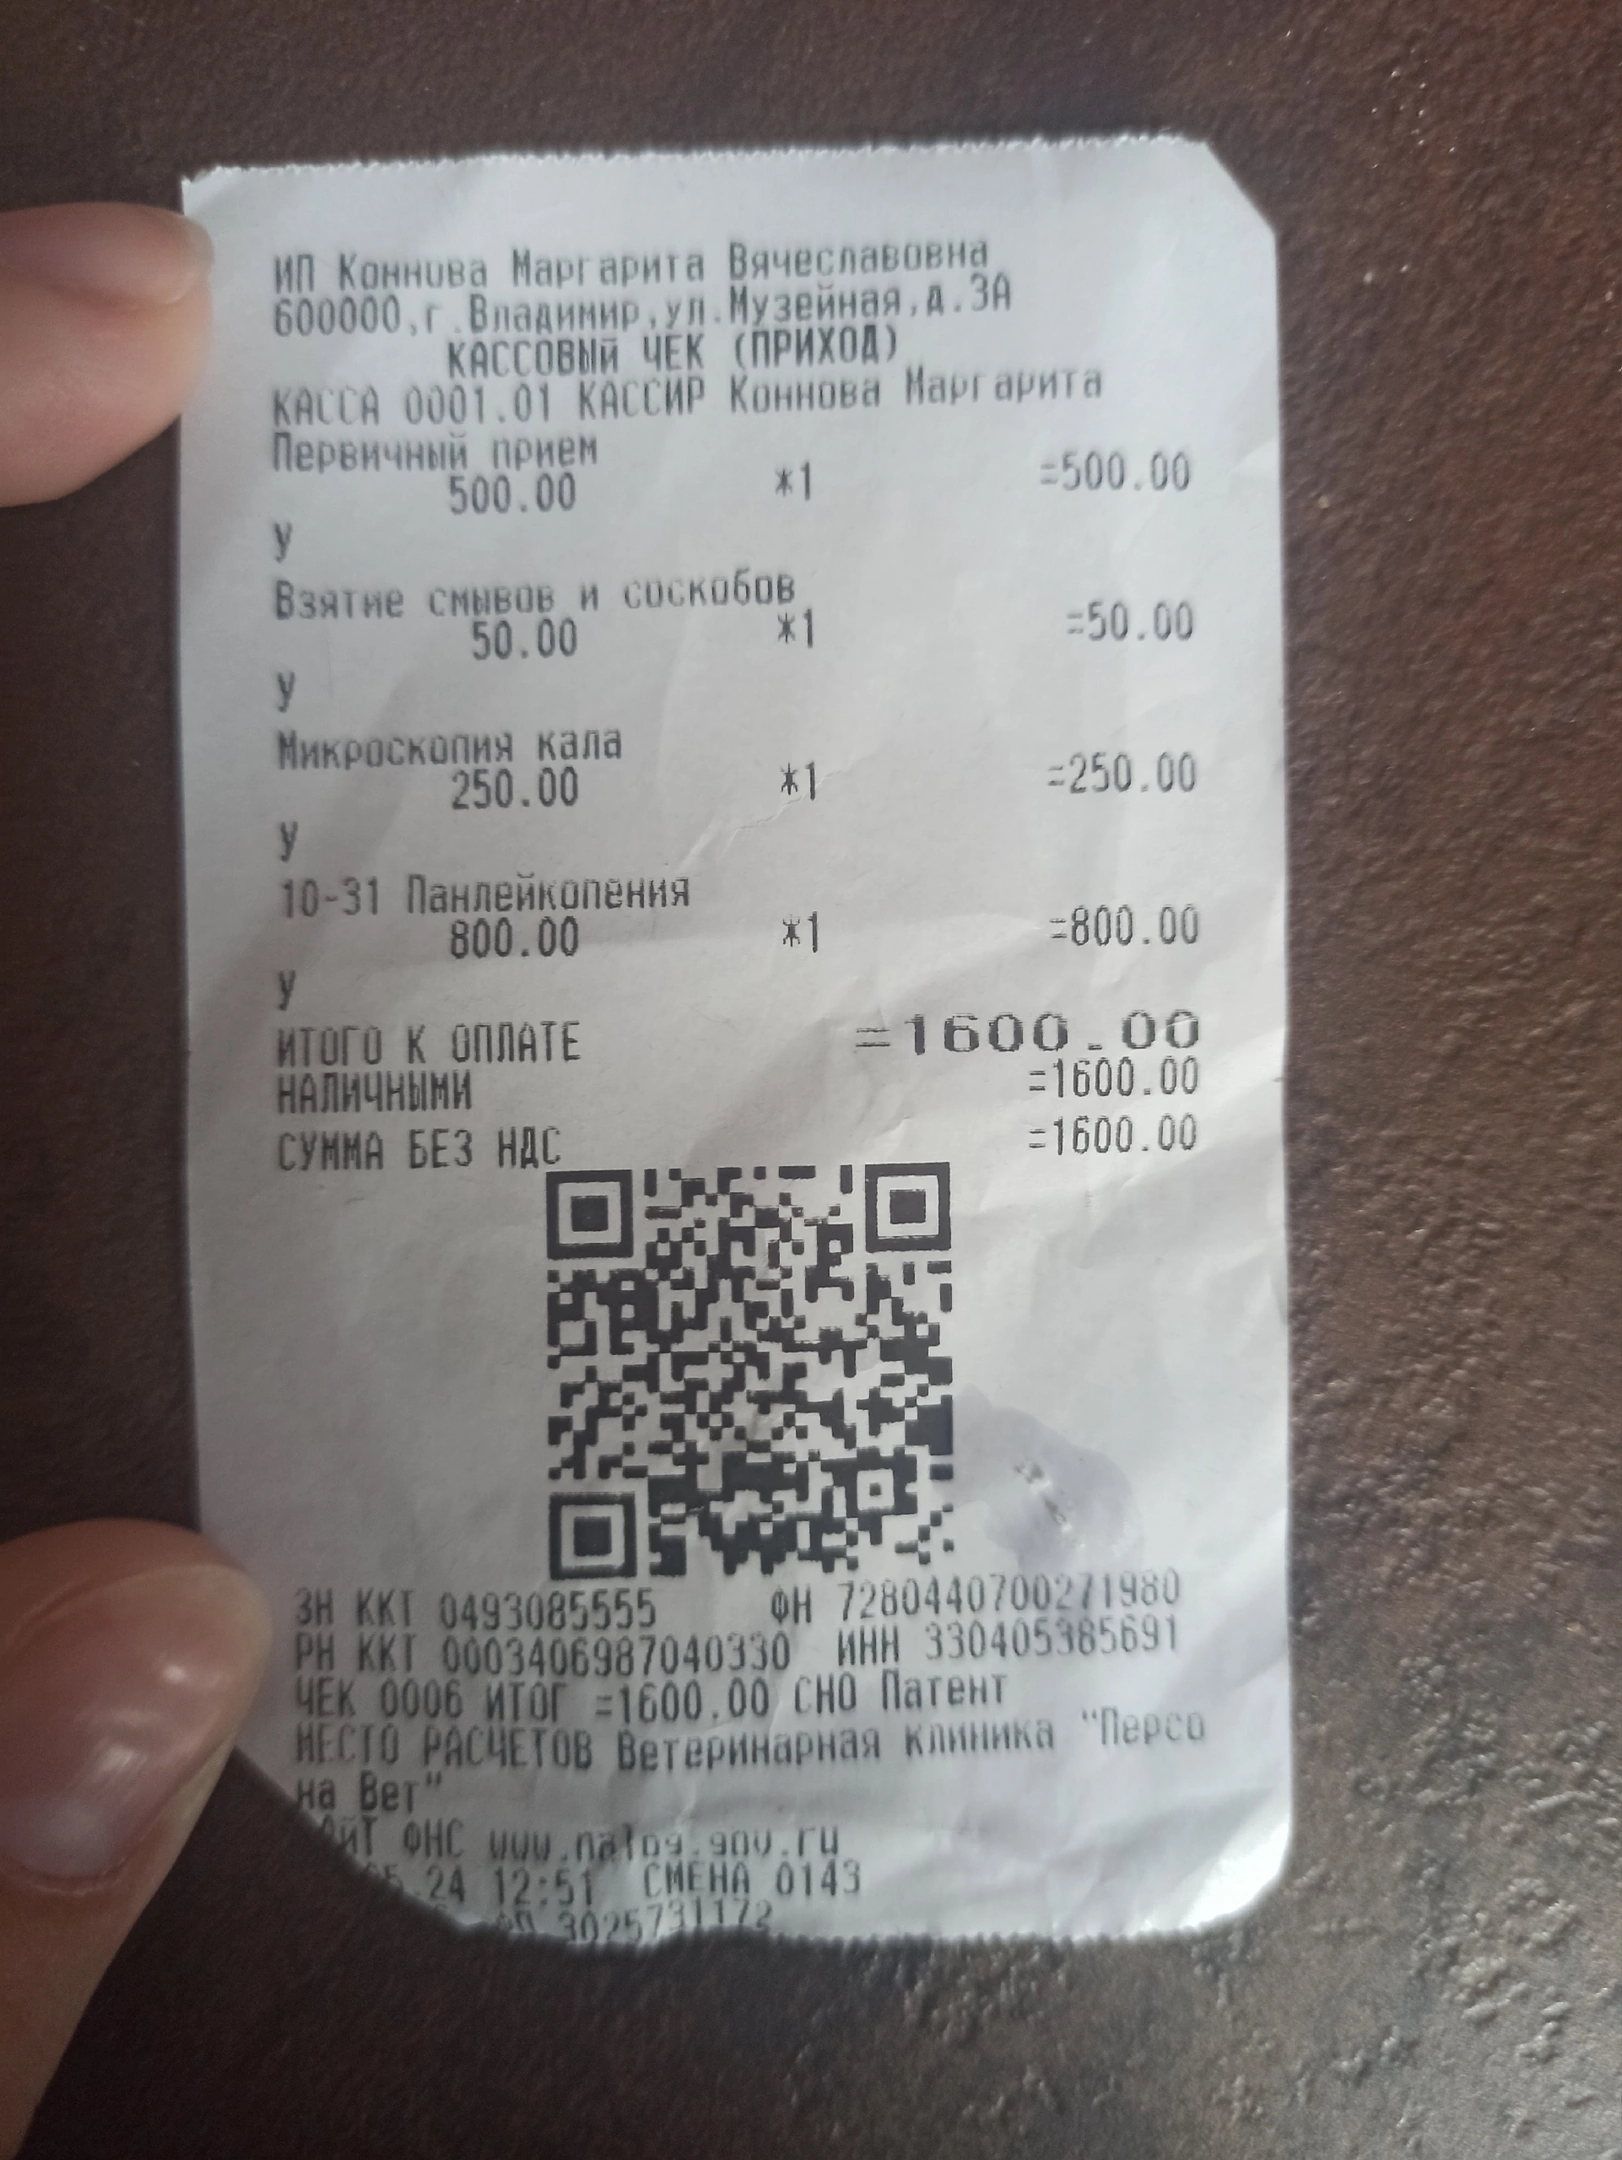 ИП Коннова Маргарита Вячеславовна
600000,г.Владимир,ул.Музейная,д.3А
КАССОВЫЙ ЧЕК (ПРИХОД)
КАССА 0001.01 КАССИР Коннова Маргарита
Первичный прием
500.00 *1 =500.00
У
Взятие смывов и соскобов
50.00 *1 =50.00
У
Микроскопия кала
250.00 *1 =250.00
У
10-31 Панлейкопения
800.00 *1 =800.00
У
ИТОГО К ОПЛАТЕ =1600.00
НАЛИЧНЫМИ =1600.00
СУММА БЕЗ НДС =1600.00
ЗН ККТ 0493085555 ФН 7280440700271980
РН ККТ 0003406987040330 ИНН 330405385691
ЧЕК 0006 ИТОГ =1600.00 СНО Патент
МЕСТО РАСЧЕТОВ Ветеринарная клиника "Персо
на Вет"
ФНС www.nalog.gov.ru
24 12:51 СМЕНА 0143
ФП 3025731172